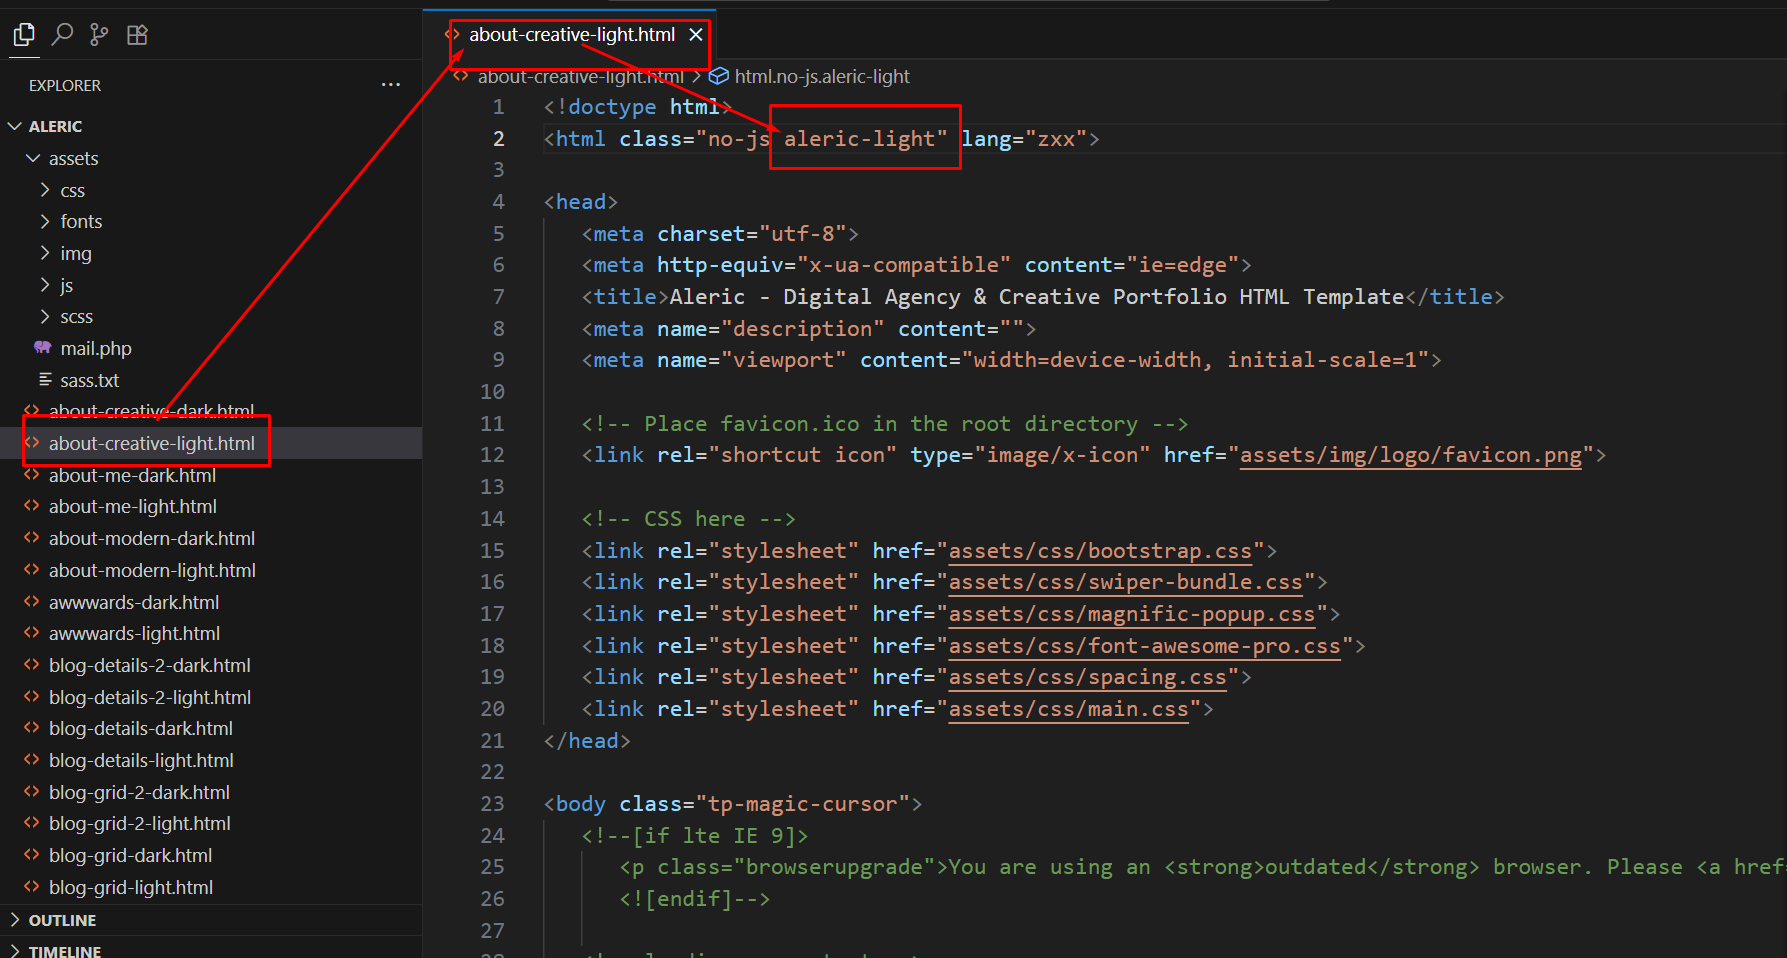 EXPLORER
ALERIC
assets
css
fonts
img
js
scss
mail.php
sass.txt
about-creative-dark.html
about-creative-light.html
about-me-dark.html
about-me-light.html
about-modern-dark.html
about-modern-light.html
awwwards-dark.html
awwwards-light.html
blog-details-2-dark.html
blog-details-2-light.html
blog-details-dark.html
blog-details-light.html
blog-grid-2-dark.html
blog-grid-2-light.html
blog-grid-dark.html
blog-grid-light.html
OUTLINE
TIMELINE
about-creative-light.html
about-creative-light.html > html.no-js.aleric-light
1 <!doctype html>
2 <html class="no-js aleric-light" lang="zxx">
3
4 <head>
5 <meta charset="utf-8">
6 <meta http-equiv="x-ua-compatible" content="ie=edge">
7 <title>Aleric - Digital Agency & Creative Portfolio HTML Template</title>
8 <meta name="description" content="">
9 <meta name="viewport" content="width=device-width, initial-scale=1">
10
11 <!-- Place favicon.ico in the root directory -->
12 <link rel="shortcut icon" type="image/x-icon" href="assets/img/logo/favicon.png">
13
14 <!-- CSS here -->
15 <link rel="stylesheet" href="assets/css/bootstrap.css">
16 <link rel="stylesheet" href="assets/css/swiper-bundle.css">
17 <link rel="stylesheet" href="assets/css/magnific-popup.css">
18 <link rel="stylesheet" href="assets/css/font-awesome-pro.css">
19 <link rel="stylesheet" href="assets/css/spacing.css">
20 <link rel="stylesheet" href="assets/css/main.css">
21 </head>
22
23 <body class="tp-magic-cursor">
24 <!--[if lte IE 9]>
25 <p class="browserupgrade">You are using an <strong>outdated</strong> browser. Please <a href=
26 <![endif]-->
27